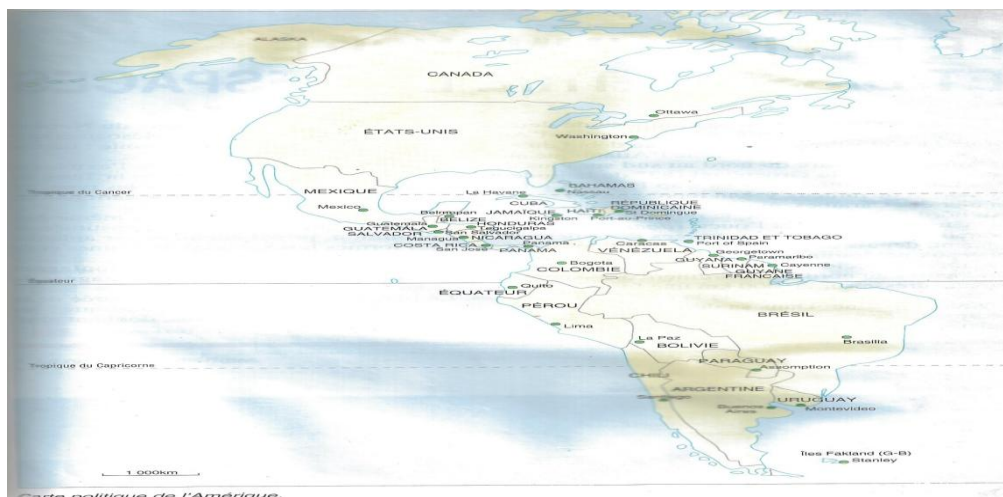 ALASKA
CANADA
Ottawa
ÉTATS-UNIS
Washington
Tropique du Cancer
MEXIQUE
La Havane
BAHAMAS
Nassau
Mexico
CUBA
RÉPUBLIQUE
DOMINICAINE
HAÏTI
St Domingue
Belmopan
JAMAÏQUE
Kingston
Port-au-Prince
BELIZE
Guatemala
HONDURAS
GUATEMALA
Tegucigalpa
SALVADOR
San Salvador
Managua
NICARAGUA
COSTA RICA
San José
Panama
PANAMA
Caracas
TRINIDAD ET TOBAGO
Port of Spain
VÉNÉZUELA
Georgetown
GUYANA
Paramaribo
Bogota
SURINAM
Cayenne
COLOMBIE
GUYANE
FRANCAISE
Equateur
Quito
ÉQUATEUR
PÉROU
BRÉSIL
Lima
La Paz
BOLIVIE
Brasilia
Tropique du Capricorne
PARAGUAY
Assomption
CHILI
ARGENTINE
Santiago
URUGUAY
Buenos
Aires
Montevideo
Îles Fakland (G-B)
Stanley
1 000km
Carte politique de l'Amérique.